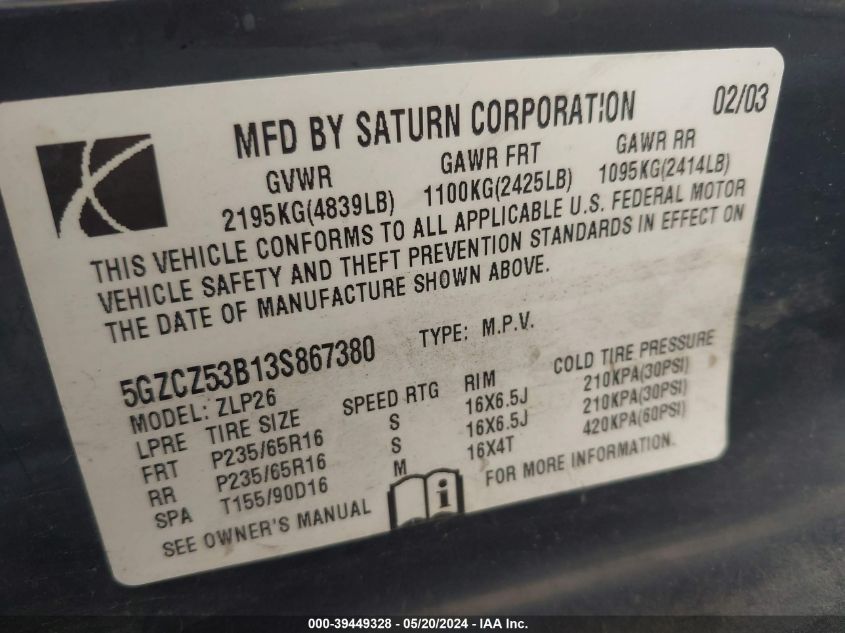 MFD BY SATURN CORPORATION 02/03
GVWR GAWR FRT GAWR RR
2195KG(4839LB) 1100KG(2425LB) 1095KG(2414LB)
THIS VEHICLE CONFORMS TO ALL APPLICABLE U.S. FEDERAL MOTOR
VEHICLE SAFETY AND THEFT PREVENTION STANDARDS IN EFFECT ON
THE DATE OF MANUFACTURE SHOWN ABOVE.
5GZCZ53B13S867380 TYPE: M.P.V.
MODEL: ZLP26
LPRE TIRE SIZE SPEED RTG RIM COLD TIRE PRESSURE
FRT P235/65R16 S 16X6.5J 210KPA(30PSI)
RR P235/65R16 S 16X6.5J 210KPA(30PSI)
SPA T155/90D16 M 16X4T 420KPA(60PSI)
SEE OWNER'S MANUAL i FOR MORE INFORMATION.
000-39449328 - 05/20/2024 - IAA Inc.